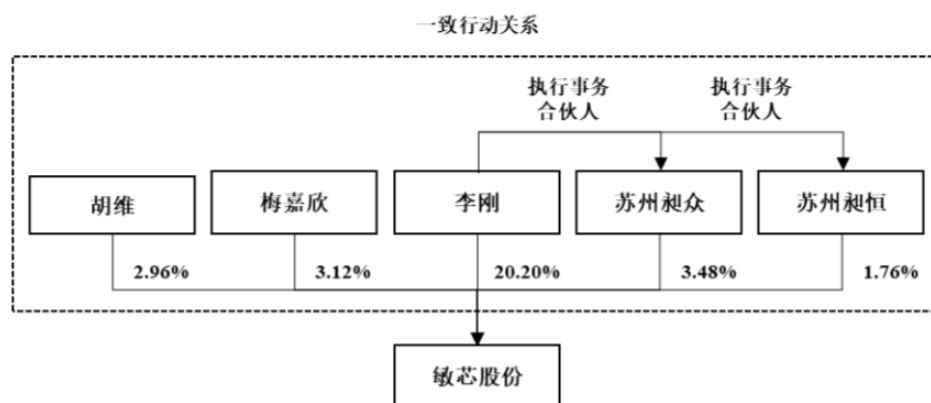 一致行动关系
执行事务
合伙人
执行事务
合伙人
胡维
梅嘉欣
李刚
苏州昶众
苏州昶恒
2.96%
3.12%
20.20%
3.48%
1.76%
敏芯股份